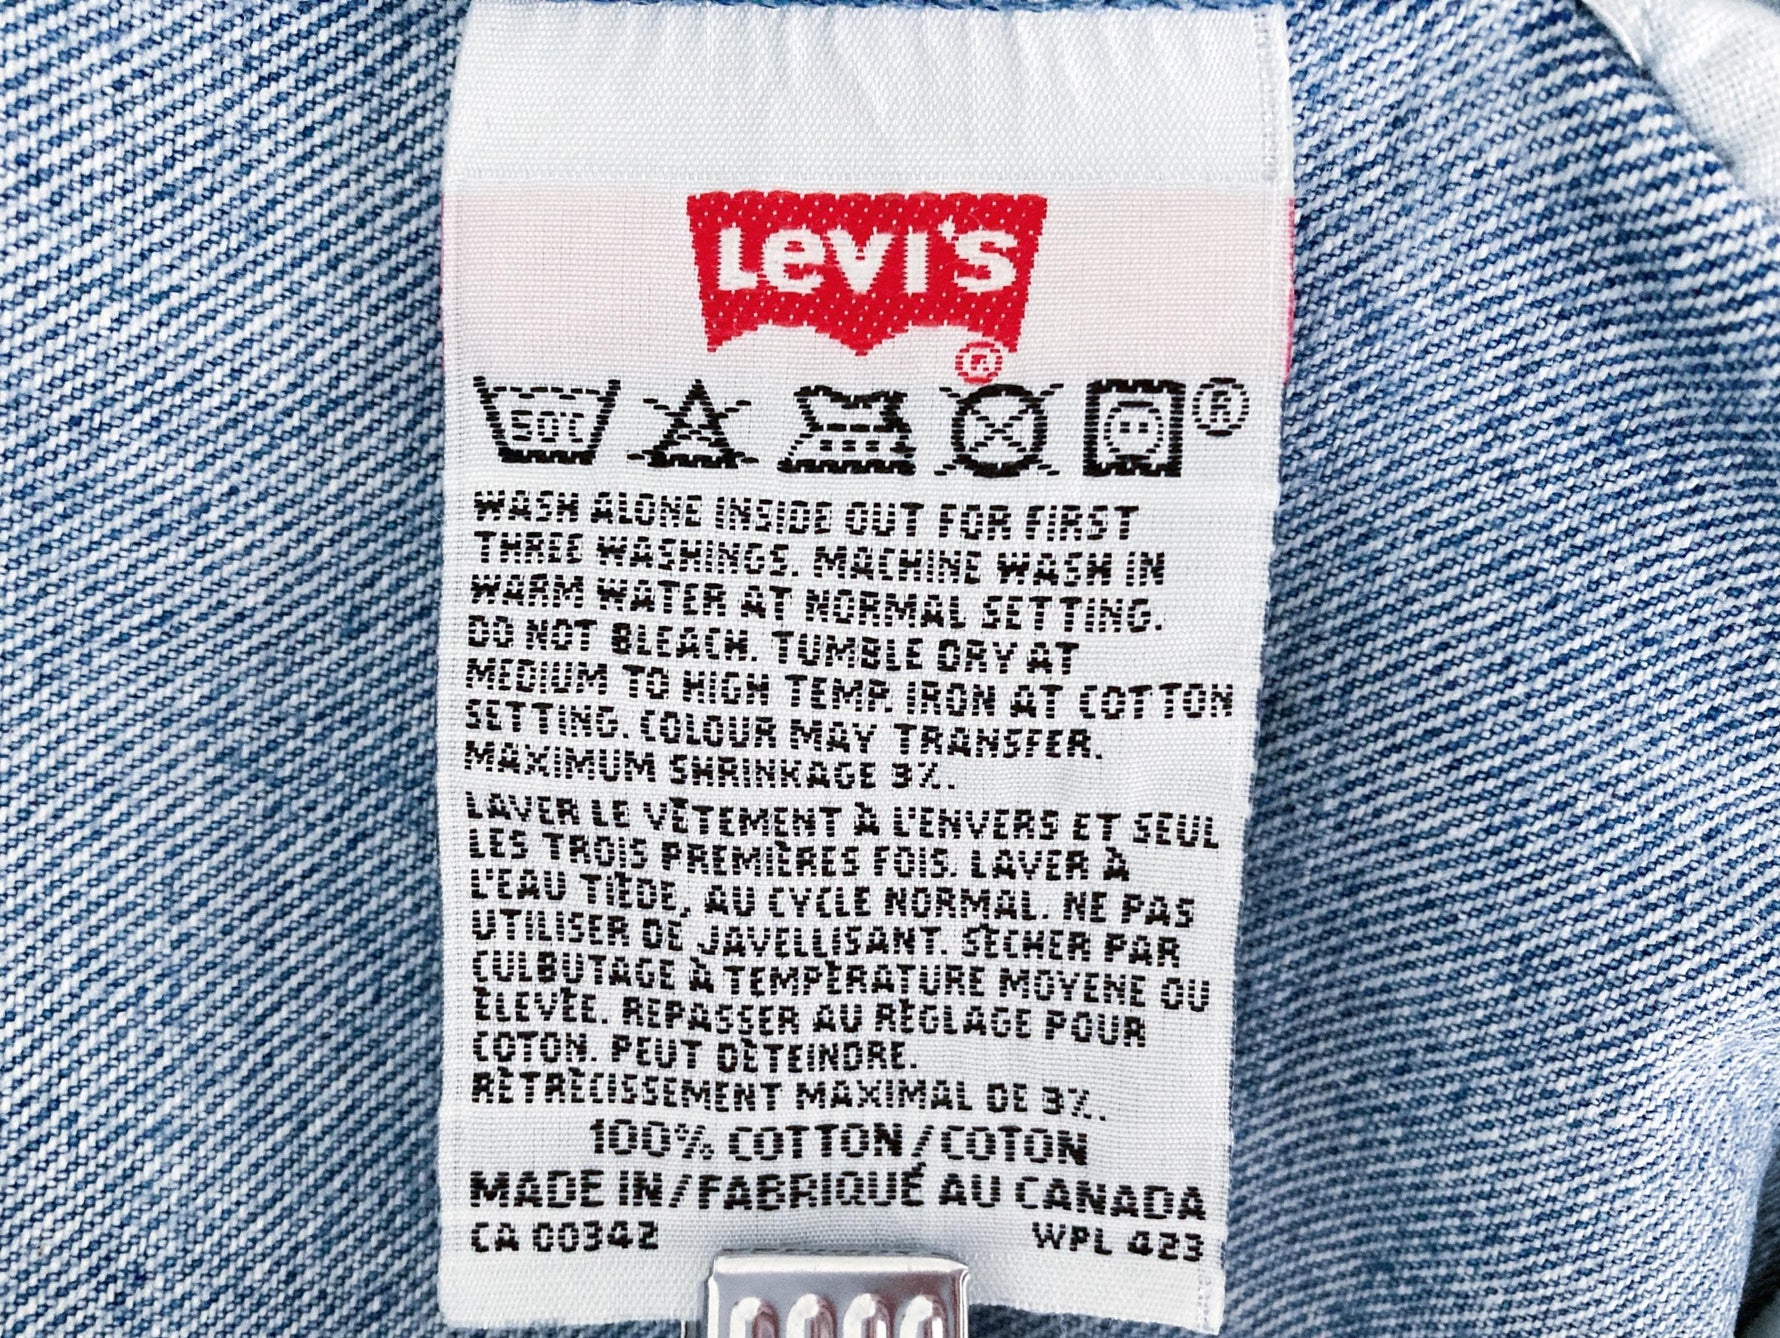 Levi's
®
50°C
®
WASH ALONE INSIDE OUT FOR FIRST
THREE WASHINGS. MACHINE WASH IN
WARM WATER AT NORMAL SETTING.
DO NOT BLEACH. TUMBLE DRY AT
MEDIUM TO HIGH TEMP. IRON AT COTTON
SETTING. COLOUR MAY TRANSFER.
MAXIMUM SHRINKAGE 3%.
LAVER LE VÊTEMENT À L'ENVERS ET SEUL
LES TROIS PREMIÈRES FOIS. LAVER À
L'EAU TIÈDE, AU CYCLE NORMAL. NE PAS
UTILISER DE JAVELLISANT. SÉCHER PAR
CULBUTAGE À TEMPÉRATURE MOYENE OU
ÉLEVÉE. REPASSER AU RÉGLAGE POUR
COTON. PEUT DÉTEINDRE.
RÉTRÉCISSEMENT MAXIMAL DE 3%.
100% COTTON/COTON
MADE IN/FABRIQUÉ AU CANADA
CA 00342 WPL 423